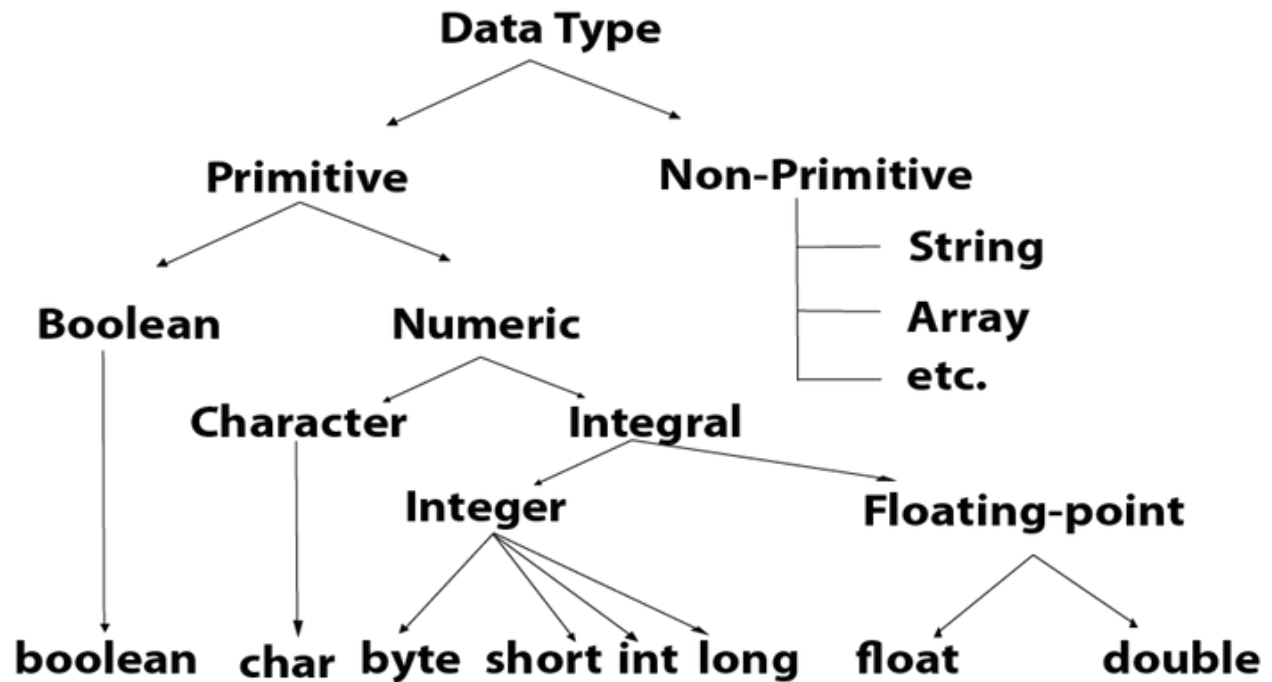 Data Type
Primitive
Non-Primitive
String
Array
etc.
Boolean
Numeric
Character
Integral
Integer
Floating-point
boolean
char
byte
short
int
long
float
double